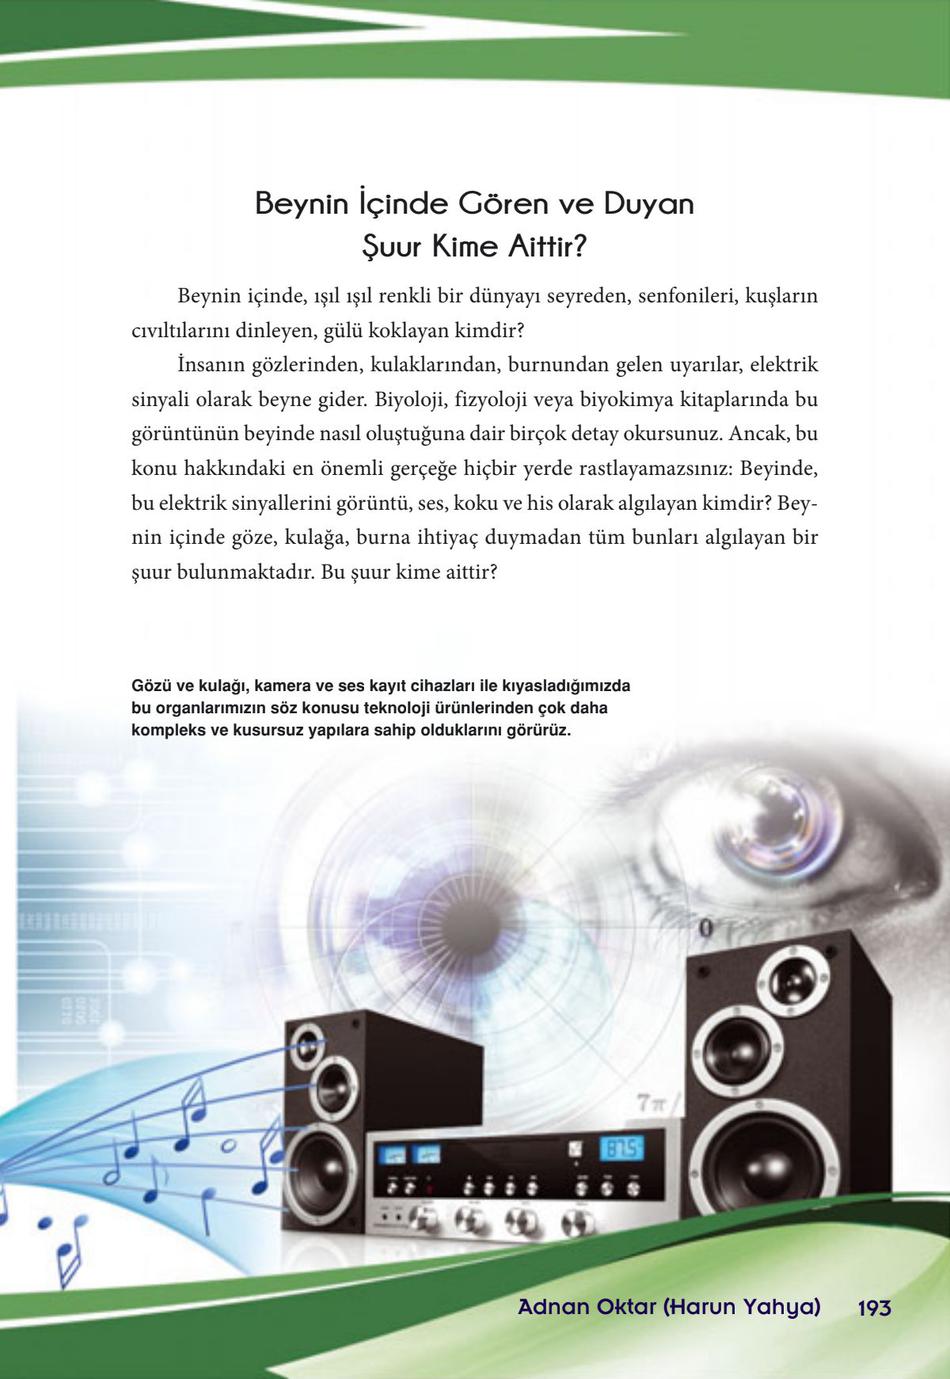 Beynin İçinde Gören ve Duyan
Şuur Kime Aittir?
Beynin içinde, ışıl ışıl renkli bir dünyayı seyreden, senfonileri, kuşların
cıvıltılarını dinleyen, gülü koklayan kimdir?
İnsanın gözlerinden, kulaklarından, burnundan gelen uyarılar, elektrik
sinyali olarak beyne gider. Biyoloji, fizyoloji veya biyokimya kitaplarında bu
görüntünün beyinde nasıl oluştuğuna dair birçok detay okursunuz. Ancak, bu
konu hakkındaki en önemli gerçeğe hiçbir yerde rastlayamazsınız: Beyinde,
bu elektrik sinyallerini görüntü, ses, koku ve his olarak algılayan kimdir? Bey-
nin içinde göze, kulağa, burna ihtiyaç duymadan tüm bunları algılayan bir
şuur bulunmaktadır. Bu şuur kime aittir?
Gözü ve kulağı, kamera ve ses kayıt cihazları ile kıyasladığımızda
bu organlarımızın söz konusu teknoloji ürünlerinden çok daha
kompleks ve kusursuz yapılara sahip olduklarını görürüz.
0
7π/
87.5
Adnan Oktar (Harun Yahya) 193